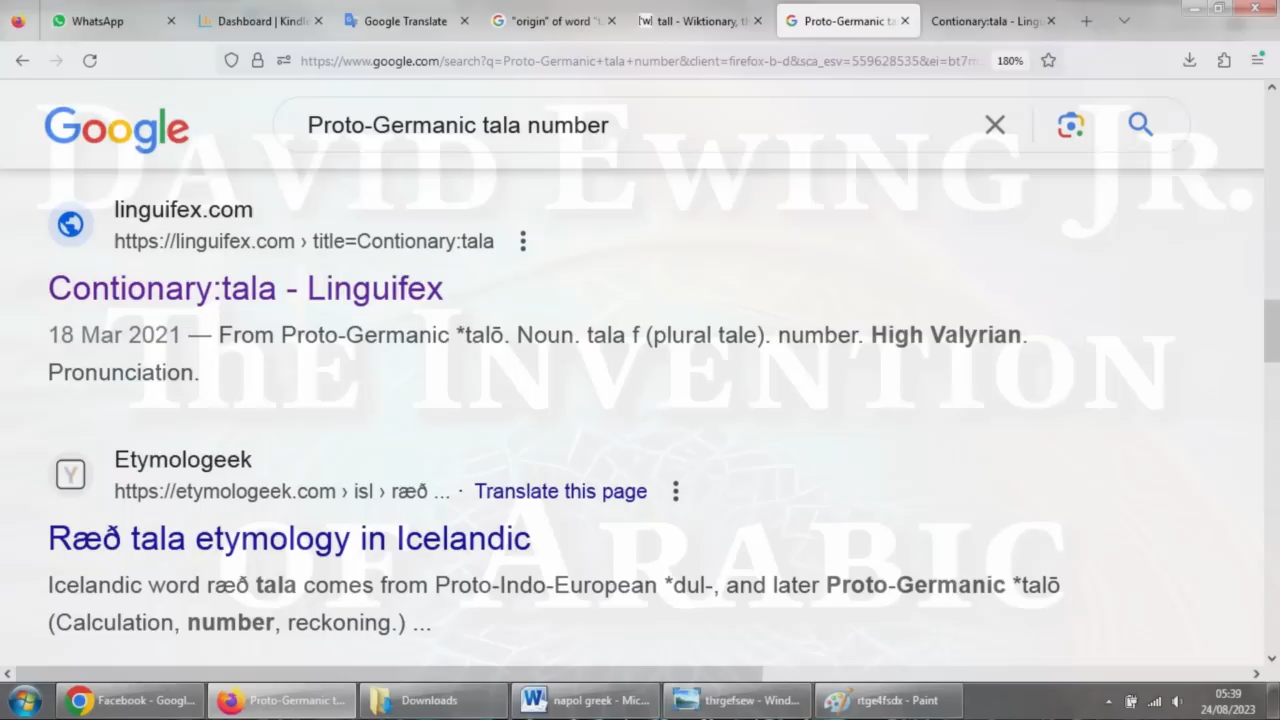 WhatsApp
Dashboard | Kindl
Google Translate
"origin" of word "t
tall - Wiktionary, th
Proto-Germanic ta
Contionary:tala - Ling
https://www.google.com/search?q=Proto-Germanic+tala+number&client=firefox-b-d&sca_esv=559628535&ei=bt7m
180%
Google
Proto-Germanic tala number
DAVID EWING JR.
linguifex.com
https://linguifex.com › title=Contionary:tala
Contionary:tala - Linguifex
THE INVENTION
18 Mar 2021 — From Proto-Germanic *talō. Noun. tala f (plural tale). number. High Valyrian.
Pronunciation.
Etymologeek
https://etymologeek.com › isl › ræð ... · Translate this page
OF ARABIC
Ræð tala etymology in Icelandic
Icelandic word ræð tala comes from Proto-Indo-European *dul-, and later Proto-Germanic *talō
(Calculation, number, reckoning.) ...
Facebook - Googl...
Proto-Germanic t...
Downloads
napol greek - Mic...
thrgefsew - Wind...
rtge4fsdx - Paint
05:39
24/08/2023